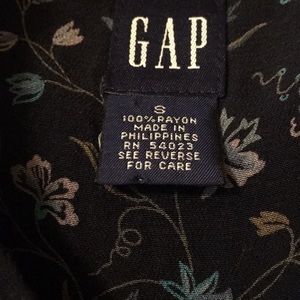 GAP
S
100% RAYON
MADE IN
PHILIPPINES
RN 54023
SEE REVERSE
FOR CARE